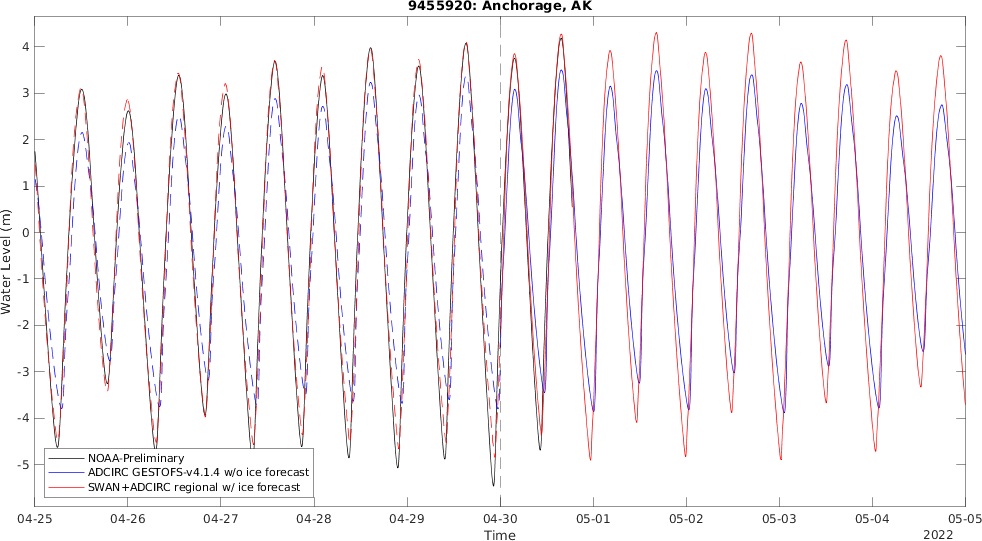 9455920: Anchorage, AK
Water Level (m)
4
3
2
1
0
-1
-2
-3
-4
-5
NOAA-Preliminary
ADCIRC GESTOFS-v4.1.4 w/o ice forecast
SWAN+ADCIRC regional w/ ice forecast
04-25 04-26 04-27 04-28 04-29 04-30 05-01 05-02 05-03 05-04 05-05
Time
2022